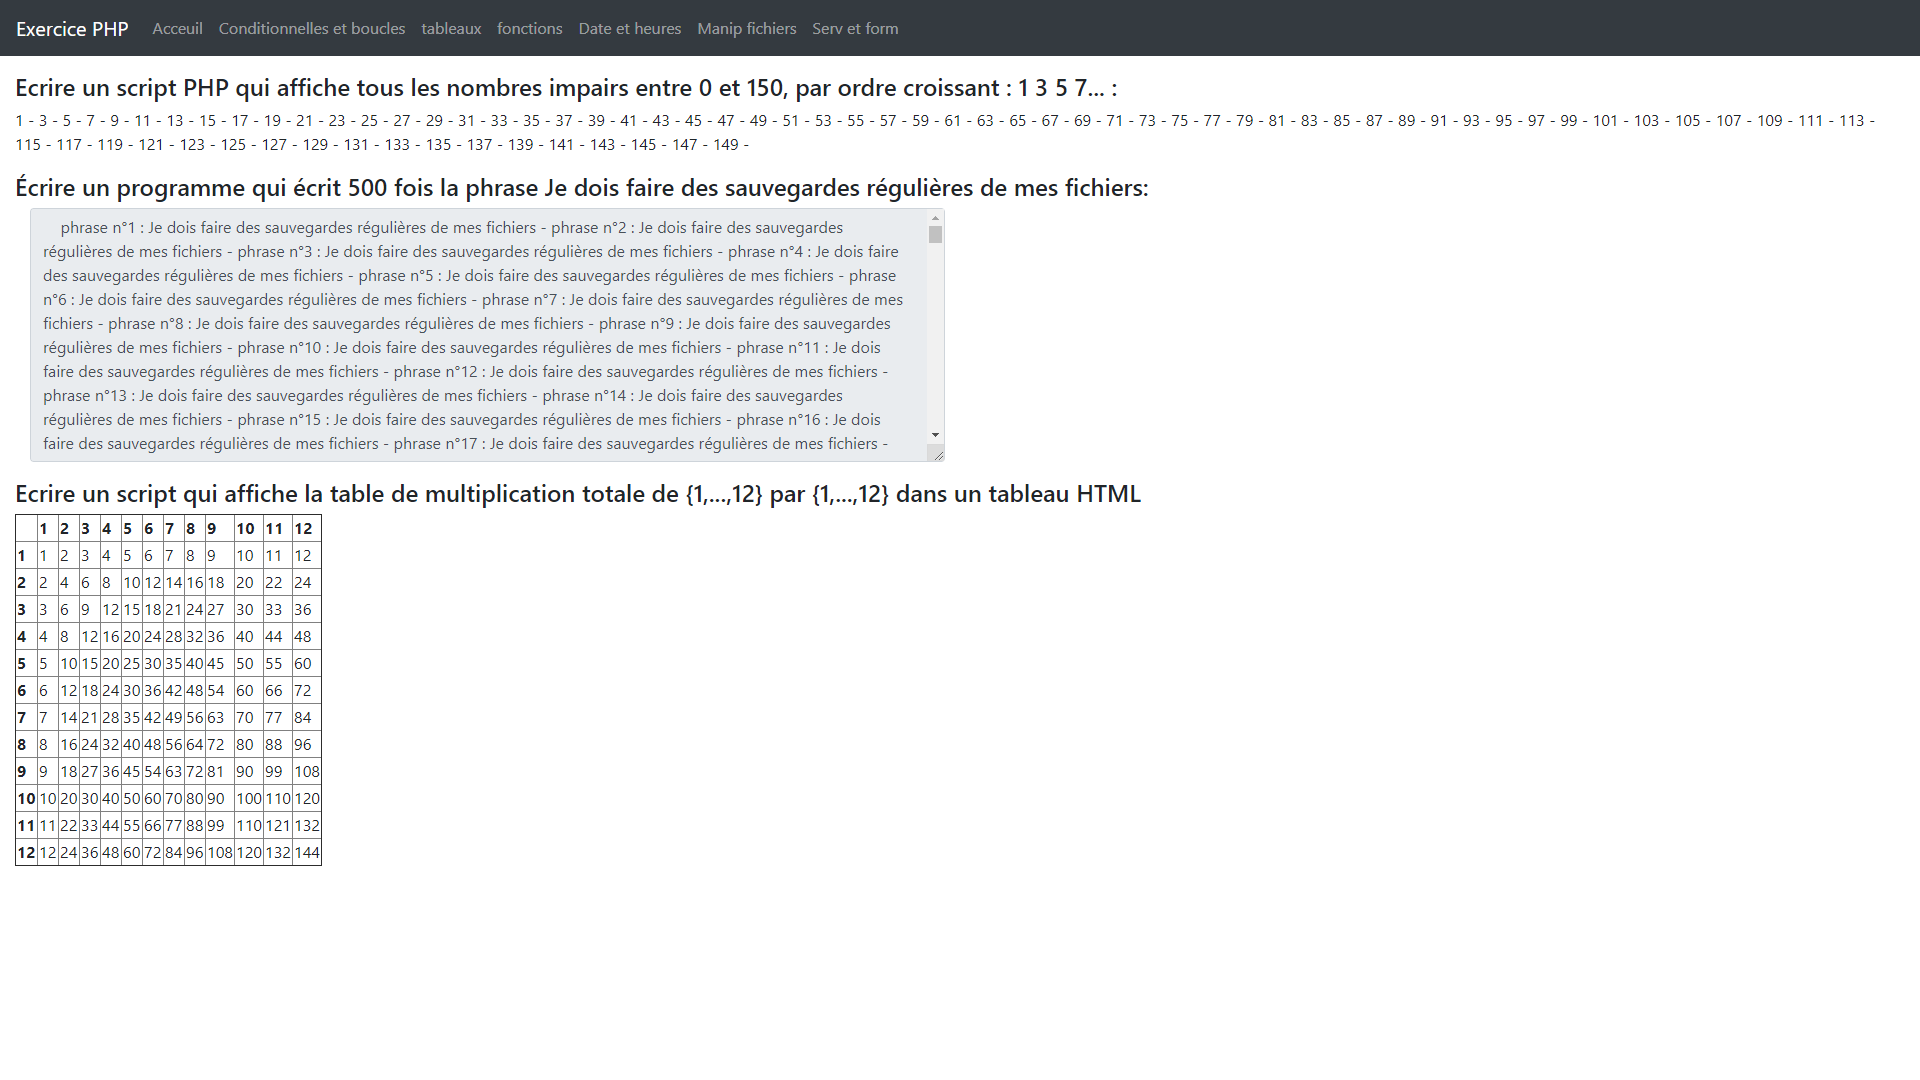 Exercice PHP Acceuil Conditionnelles et boucles tableaux fonctions Date et heures Manip fichiers Serv et form
Ecrire un script PHP qui affiche tous les nombres impairs entre 0 et 150, par ordre croissant : 1 3 5 7... :
1 - 3 - 5 - 7 - 9 - 11 - 13 - 15 - 17 - 19 - 21 - 23 - 25 - 27 - 29 - 31 - 33 - 35 - 37 - 39 - 41 - 43 - 45 - 47 - 49 - 51 - 53 - 55 - 57 - 59 - 61 - 63 - 65 - 67 - 69 - 71 - 73 - 75 - 77 - 79 - 81 - 83 - 85 - 87 - 89 - 91 - 93 - 95 - 97 - 99 - 101 - 103 - 105 - 107 - 109 - 111 - 113 -
115 - 117 - 119 - 121 - 123 - 125 - 127 - 129 - 131 - 133 - 135 - 137 - 139 - 141 - 143 - 145 - 147 - 149 -
Écrire un programme qui écrit 500 fois la phrase Je dois faire des sauvegardes régulières de mes fichiers:
phrase n°1 : Je dois faire des sauvegardes régulières de mes fichiers - phrase n°2 : Je dois faire des sauvegardes
régulières de mes fichiers - phrase n°3 : Je dois faire des sauvegardes régulières de mes fichiers - phrase n°4 : Je dois faire
des sauvegardes régulières de mes fichiers - phrase n°5 : Je dois faire des sauvegardes régulières de mes fichiers - phrase
n°6 : Je dois faire des sauvegardes régulières de mes fichiers - phrase n°7 : Je dois faire des sauvegardes régulières de mes
fichiers - phrase n°8 : Je dois faire des sauvegardes régulières de mes fichiers - phrase n°9 : Je dois faire des sauvegardes
régulières de mes fichiers - phrase n°10 : Je dois faire des sauvegardes régulières de mes fichiers - phrase n°11 : Je dois
faire des sauvegardes régulières de mes fichiers - phrase n°12 : Je dois faire des sauvegardes régulières de mes fichiers -
phrase n°13 : Je dois faire des sauvegardes régulières de mes fichiers - phrase n°14 : Je dois faire des sauvegardes
régulières de mes fichiers - phrase n°15 : Je dois faire des sauvegardes régulières de mes fichiers - phrase n°16 : Je dois
faire des sauvegardes régulières de mes fichiers - phrase n°17 : Je dois faire des sauvegardes régulières de mes fichiers -
Ecrire un script qui affiche la table de multiplication totale de {1,...,12} par {1,...,12} dans un tableau HTML
1 2 3 4 5 6 7 8 9 10 11 12
1 1 2 3 4 5 6 7 8 9 10 11 12
2 2 4 6 8 10 12 14 16 18 20 22 24
3 3 6 9 12 15 18 21 24 27 30 33 36
4 4 8 12 16 20 24 28 32 36 40 44 48
5 5 10 15 20 25 30 35 40 45 50 55 60
6 6 12 18 24 30 36 42 48 54 60 66 72
7 7 14 21 28 35 42 49 56 63 70 77 84
8 8 16 24 32 40 48 56 64 72 80 88 96
9 9 18 27 36 45 54 63 72 81 90 99 108
10 10 20 30 40 50 60 70 80 90 100 110 120
11 11 22 33 44 55 66 77 88 99 110 121 132
12 12 24 36 48 60 72 84 96 108 120 132 144